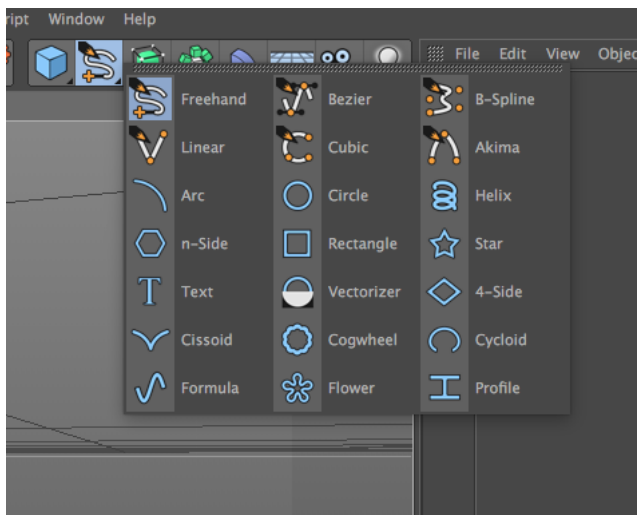 ript Window Help
File Edit View Objec
Freehand Bezier B-Spline
Linear Cubic Akima
Arc Circle Helix
n-Side Rectangle Star
Text Vectorizer 4-Side
Cissoid Cogwheel Cycloid
Formula Flower Profile